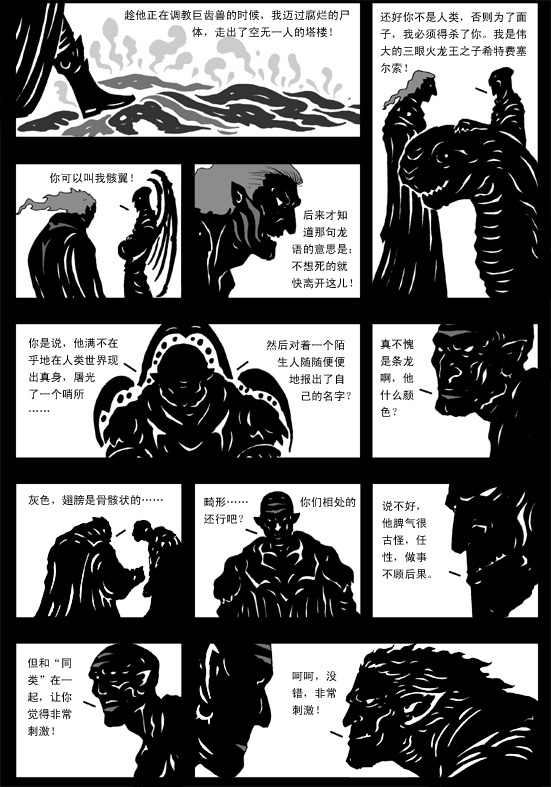 趁他正在调教巨齿兽的时候，我迈过腐烂的尸
体，走出了空无一人的塔楼！
还好你不是人类，否则为了面
子，我必须得杀了你。我是伟
大的三眼火龙王之子希特费塞
尔索！
你可以叫我骸翼！
后来才知
道那句龙
语的意思是：
不想死的就
快离开这儿！
你是说，他满不在
乎地在人类世界现
出真身，屠光
了一个哨所
……
然后对着一个陌
生人随随便便
地报出了自
己的名字？
真不愧
是条龙
啊，他
什么颜
色？
灰色，翅膀是骨骸状的……
畸形……
你们相处的
还行吧？
说不好，
他脾气很
古怪，任
性，做事
不顾后果。
但和“同
类”在一
起，让你
觉得非常
刺激！
呵呵，没
错，非常
刺激！